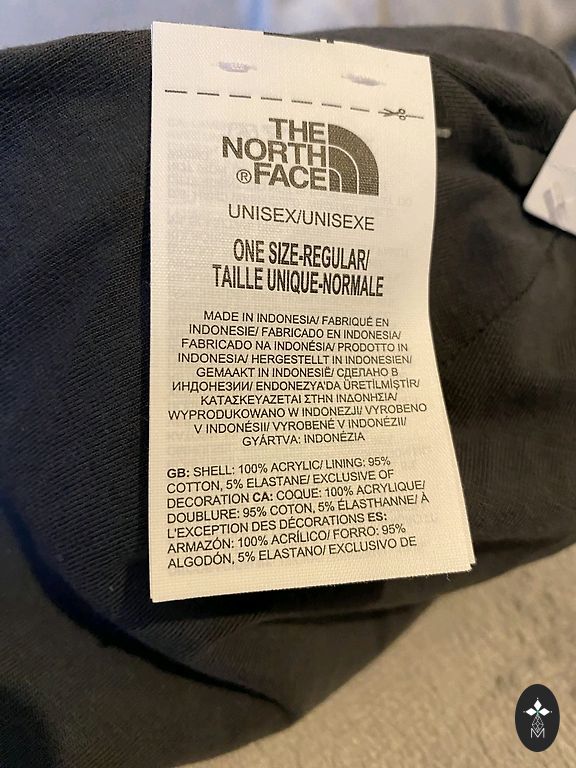 THE
NORTH
® FACE
UNISEX/UNISEXE
ONE SIZE-REGULAR/
TAILLE UNIQUE-NORMALE
MADE IN INDONESIA/ FABRIQUÉ EN
INDONESIE/ FABRICADO EN INDONESIA/
FABRICADO NA INDONÉSIA/ PRODOTTO IN
INDONESIA/ HERGESTELLT IN INDONESIEN/
GEMAAKT IN INDONESIË/ СДЕЛАНО В
ИНДОНЕЗИИ/ ENDONEZYA'DA ÜRETİLMİŞTİR/
ΚΑΤΑΣΚΕΥΑΖΕΤΑΙ ΣΤΗΝ ΙΝΔΟΝΗΣΙΑ/
WYPRODUKOWANO W INDONEZJI/ VYROBENO
V INDONÉSII/ VYROBENÉ V INDONÉZII/
GYÁRTVA: INDONÉZIA
GB: SHELL: 100% ACRYLIC/ LINING: 95%
COTTON, 5% ELASTANE/ EXCLUSIVE OF
DECORATION CA: COQUE: 100% ACRYLIQUE/
DOUBLURE: 95% COTON, 5% ÉLASTHANNE/ À
L'EXCEPTION DES DÉCORATIONS ES:
ARMAZÓN: 100% ACRÍLICO/ FORRO: 95%
ALGODÓN, 5% ELASTANO/ EXCLUSIVO DE
M